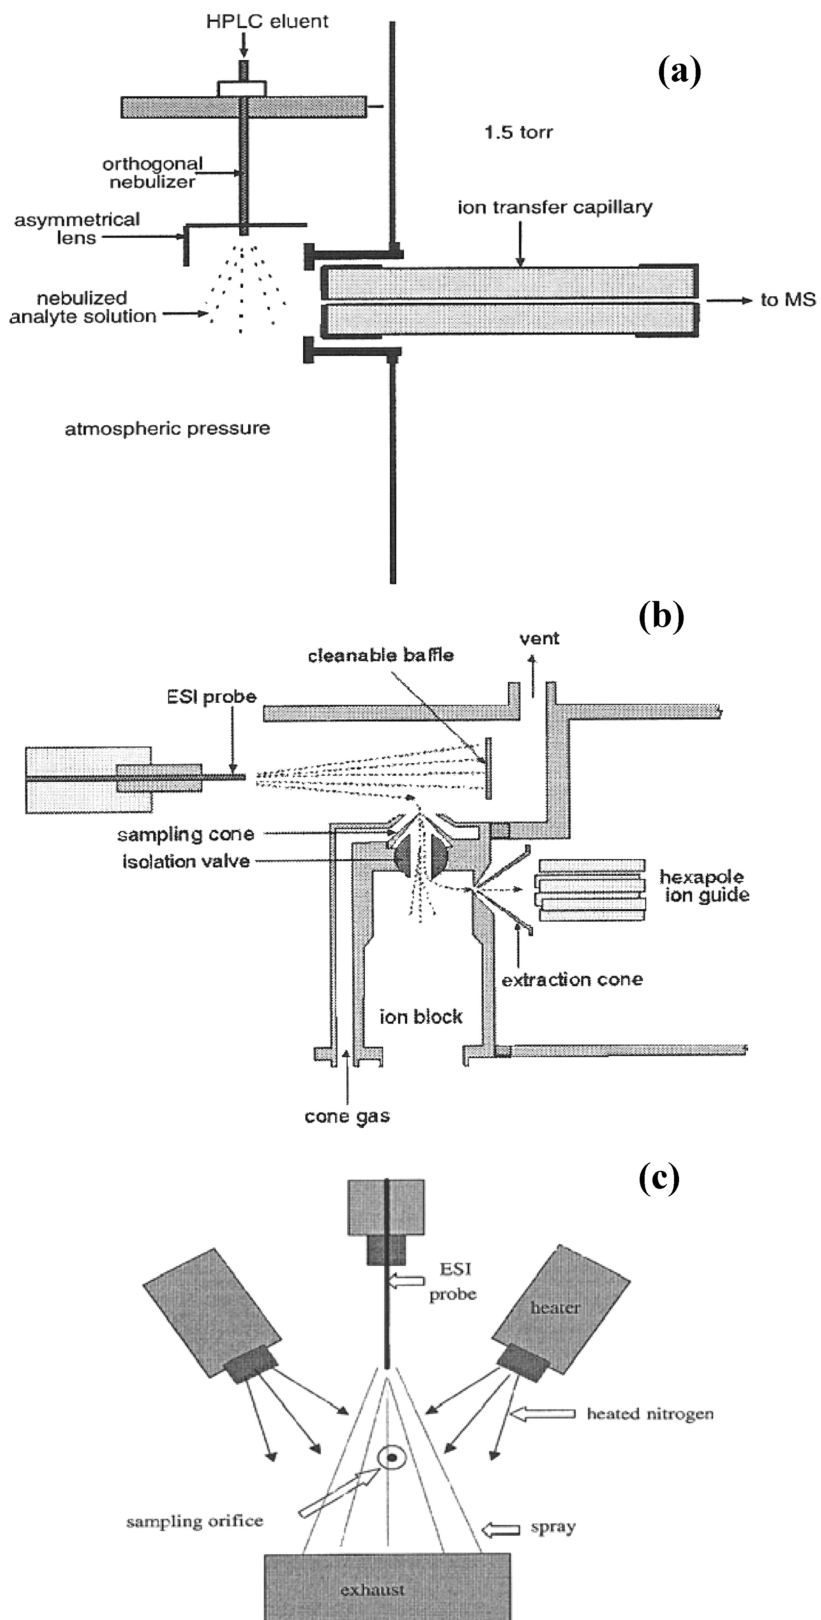 HPLC eluent
(a)
1.5 torr
orthogonal
nebulizer
ion transfer capillary
asymmetrical
lens
nebulized
analyte solution
to MS
atmospheric pressure
(b)
vent
cleanable baffle
ESI probe
sampling cone
isolation valve
hexapole
ion guide
extraction cone
ion block
cone gas
(c)
ESI
probe
heater
heated nitrogen
sampling orifice
spray
exhaust